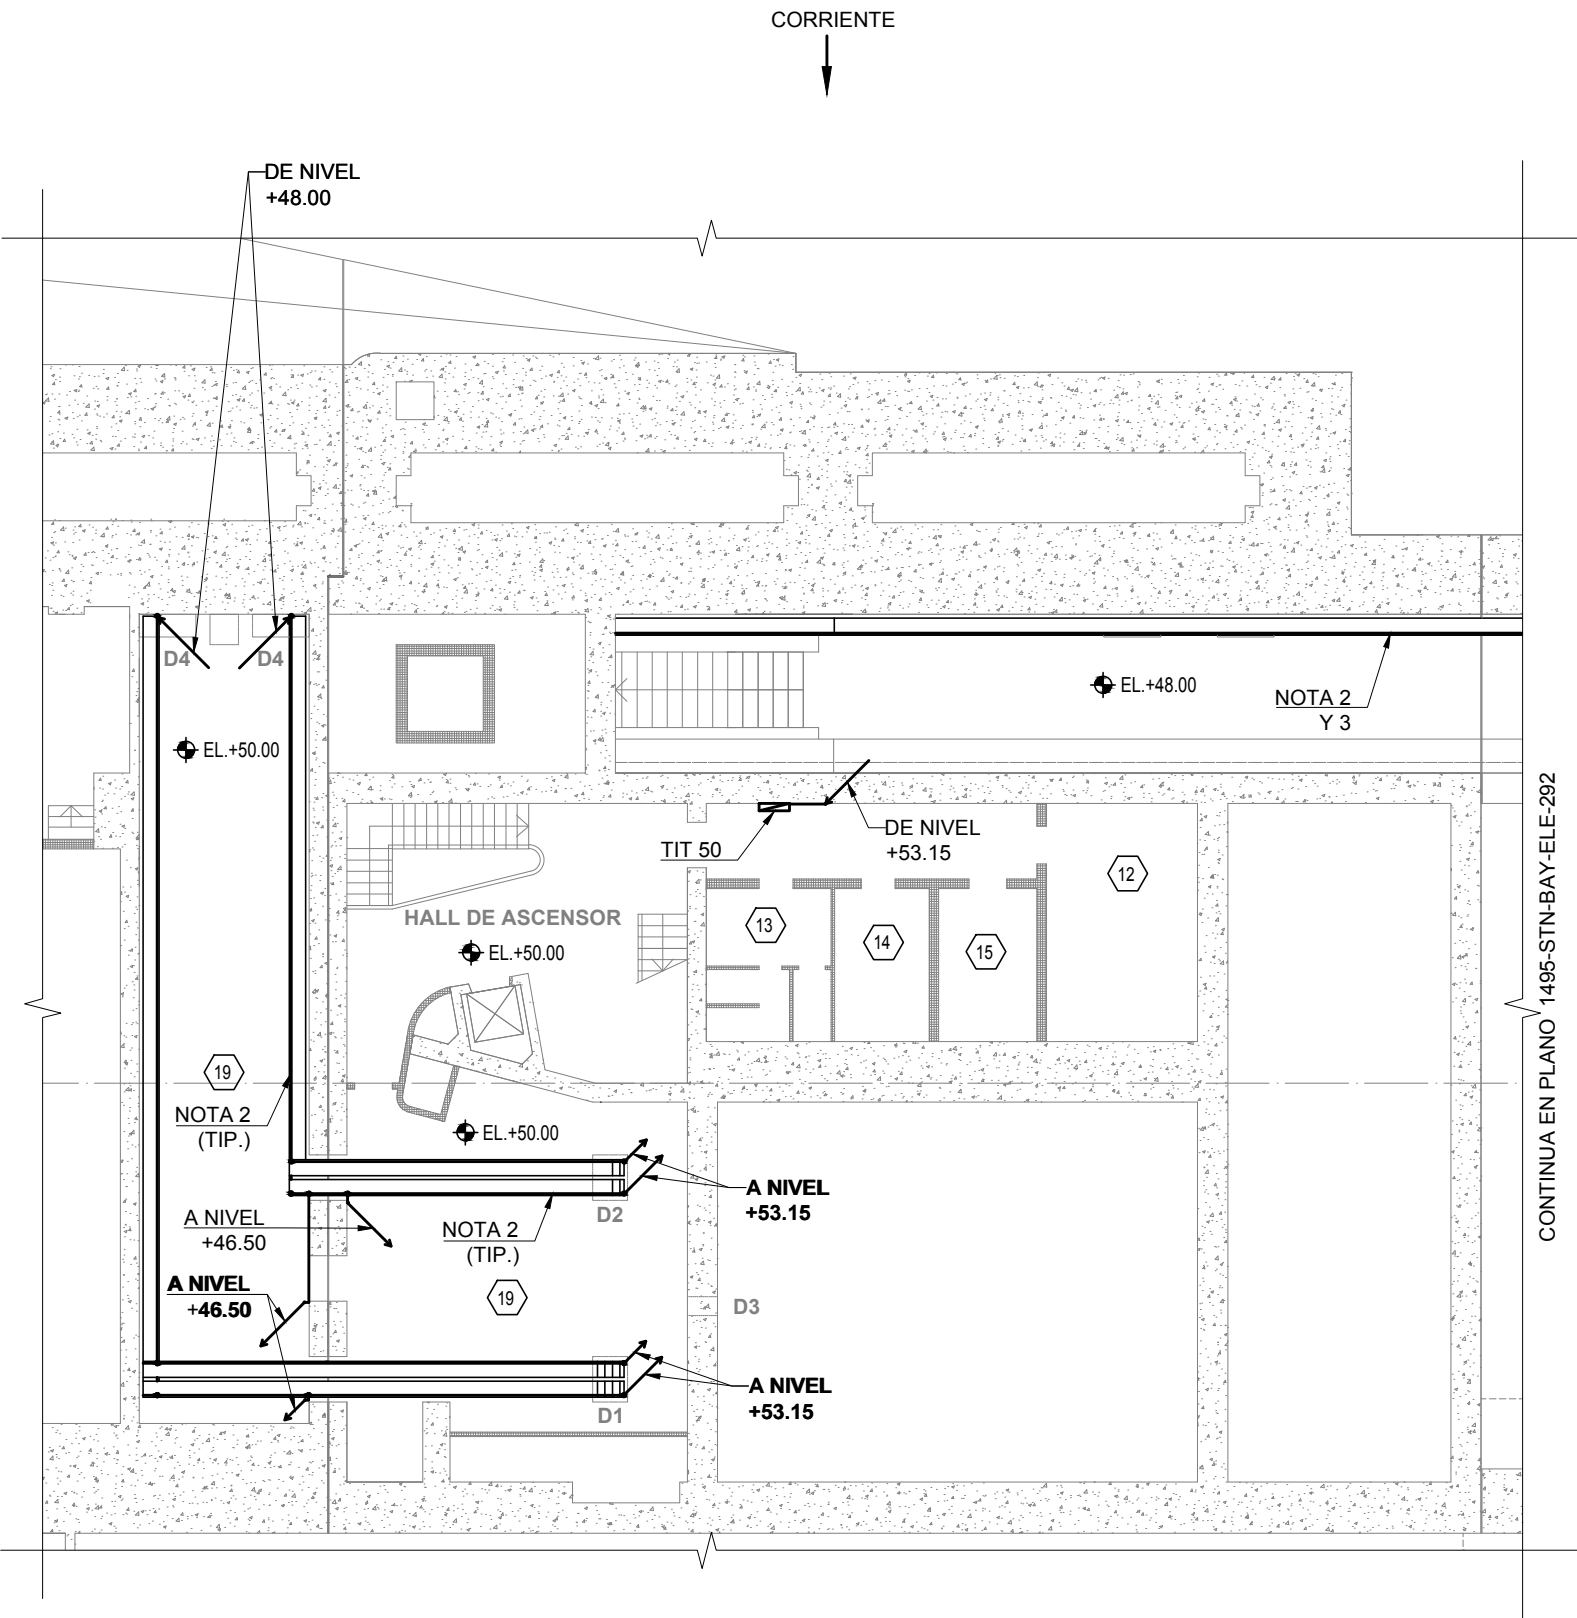 CORRIENTE
DE NIVEL
+48.00
D4
D4
EL.+50.00
EL.+48.00
NOTA 2
Y 3
TIT 50
DE NIVEL
+53.15
12
HALL DE ASCENSOR
13
14
15
EL.+50.00
19
NOTA 2
(TIP.)
EL.+50.00
A NIVEL
+53.15
D2
A NIVEL
+46.50
NOTA 2
(TIP.)
A NIVEL
+46.50
19
D3
A NIVEL
+53.15
D1
CONTINUA EN PLANO 1495-STN-BAY-ELE-292